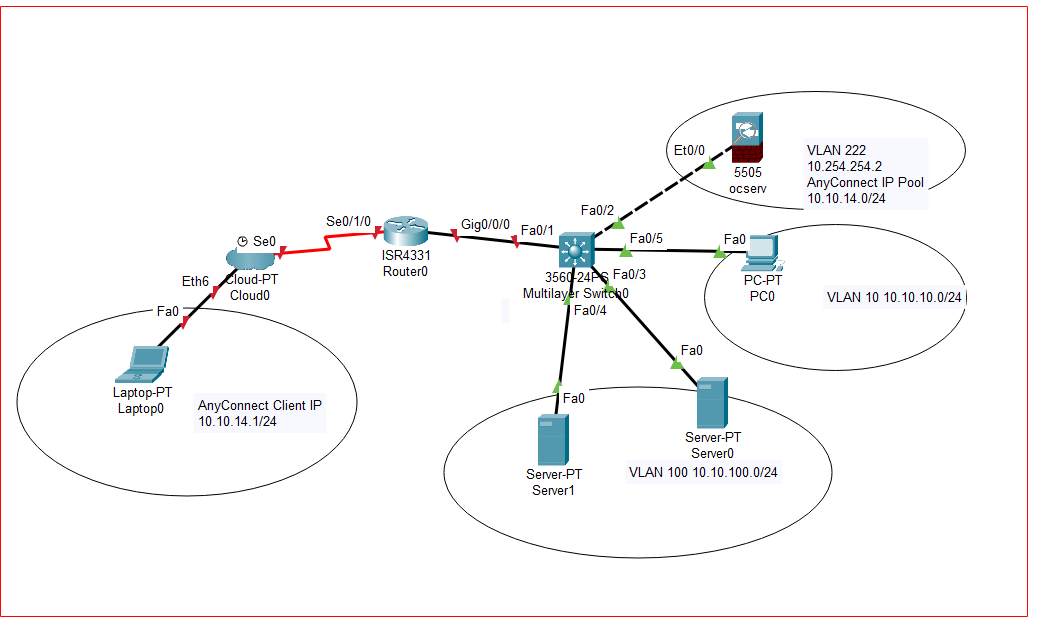 Et0/0
5505
ocserv
VLAN 222
10.254.254.2
AnyConnect IP Pool
10.10.14.0/24
Fa0/2
Se0/1/0
Gig0/0/0
Fa0/1
Fa0/5
Fa0
Se0
ISR4331
Router0
Cloud-PT
Cloud0
Eth6
3560-24PS
Multilayer Switch0
Fa0/3
Fa0/4
PC-PT
PC0
VLAN 10 10.10.10.0/24
Fa0
Laptop-PT
Laptop0
AnyConnect Client IP
10.10.14.1/24
Fa0
Fa0
Server-PT
Server0
VLAN 100 10.10.100.0/24
Server-PT
Server1